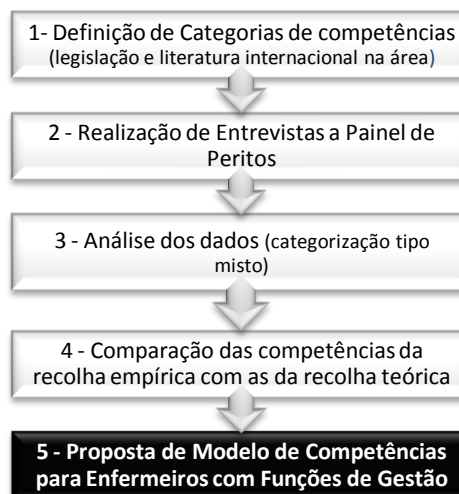 1- Definição de Categorias de competências
(legislação e literatura internacional na área)
2 - Realização de Entrevistas a Painel de
Peritos
3 - Análise dos dados (categorização tipo
misto)
4 - Comparação das competências da
recolha empírica com as da recolha teórica
5 - Proposta de Modelo de Competências
para Enfermeiros com Funções de Gestão